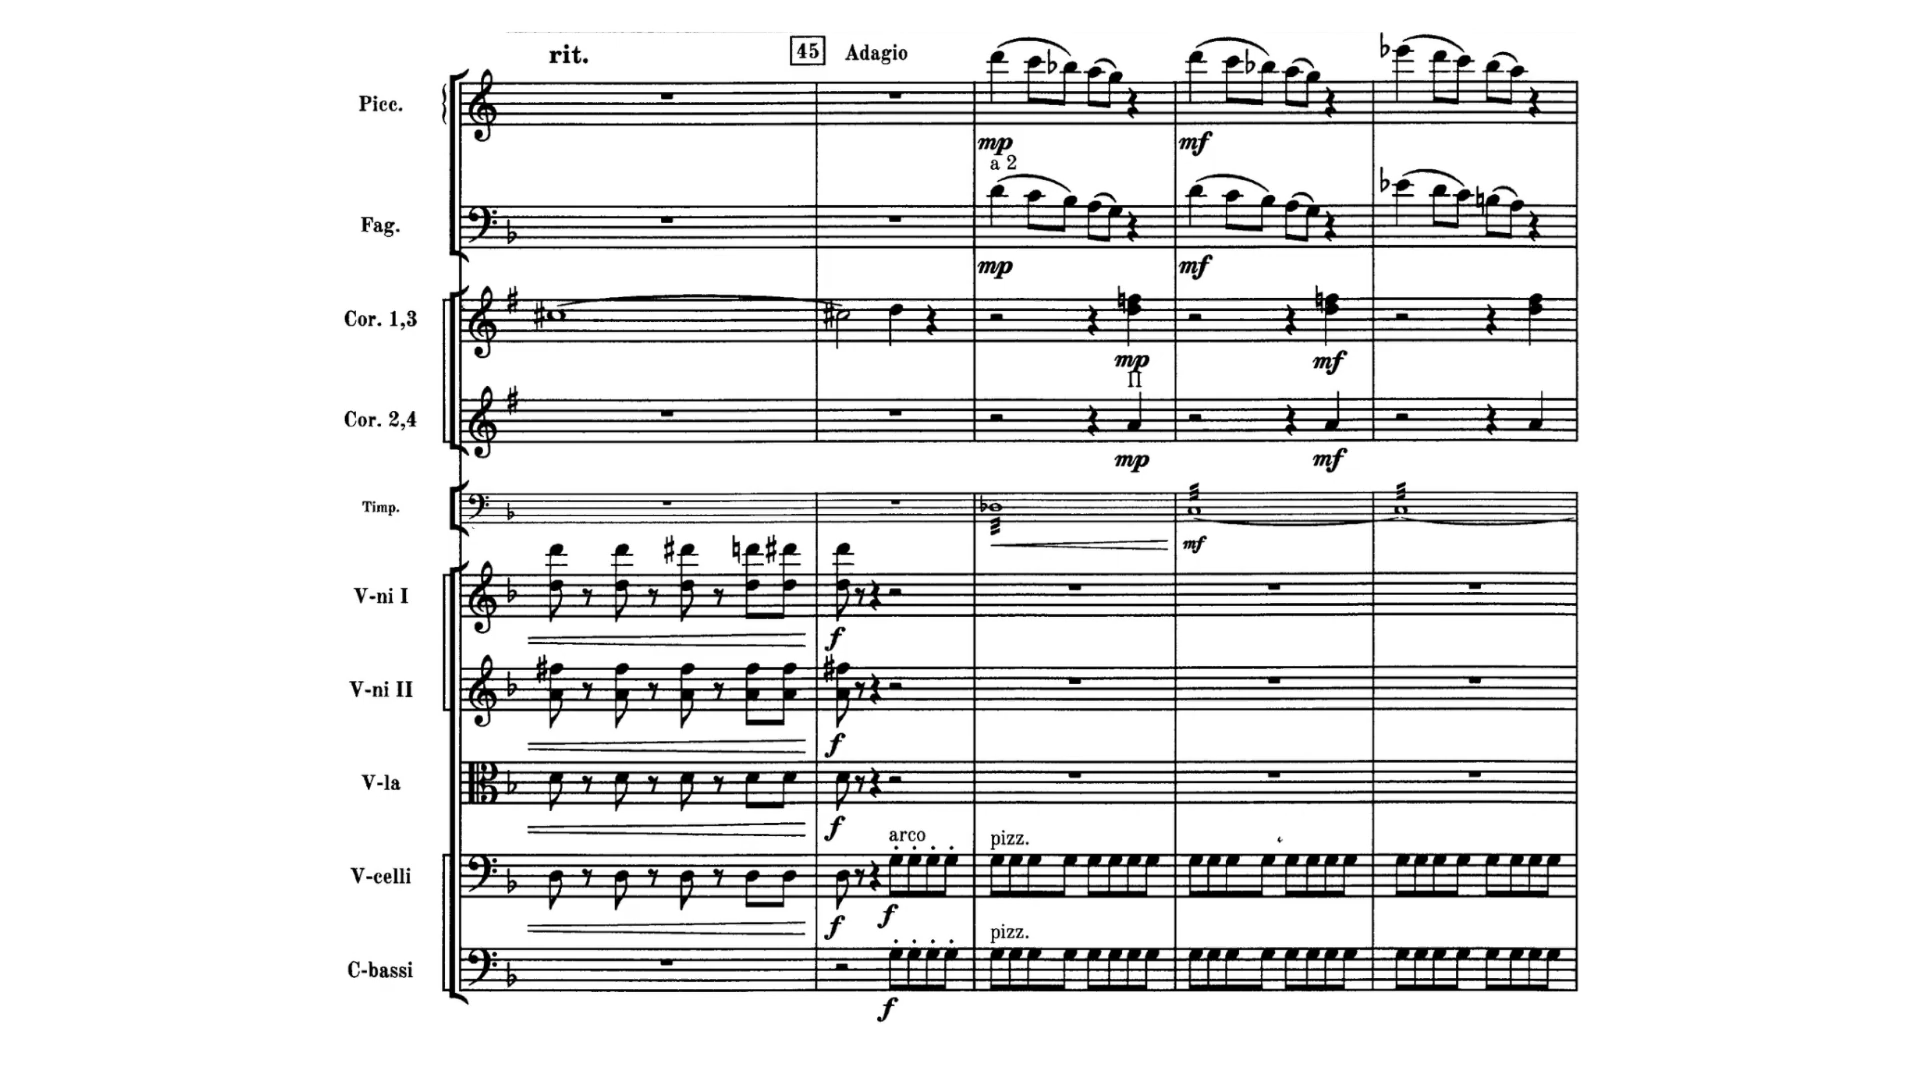 rit. 45 Adagio
Picc.
mp mf
a 2
Fag.
mp mf
Cor. 1,3
mp mf
II
Cor. 2,4
mp mf
Timp.
mf
V-ni I
f
V-ni II
f
V-la
f
arco pizz.
V-celli
f f
pizz.
C-bassi
f